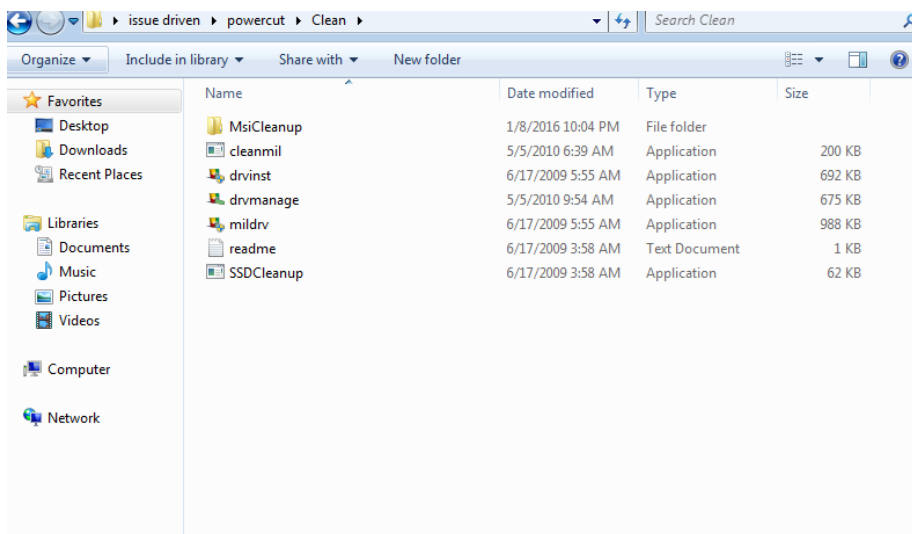 issue driven powercut Clean Search Clean
Organize Include in library Share with New folder
Favorites
Desktop
Downloads
Recent Places
Libraries
Documents
Music
Pictures
Videos
Computer
Network
Name Date modified Type Size
MsiCleanup 1/8/2016 10:04 PM File folder
cleanmil 5/5/2010 6:39 AM Application 200 KB
drvinst 6/17/2009 5:55 AM Application 692 KB
drvmanage 5/5/2010 9:54 AM Application 675 KB
mildrv 6/17/2009 5:55 AM Application 988 KB
readme 6/17/2009 3:58 AM Text Document 1 KB
SSDCleanup 6/17/2009 3:58 AM Application 62 KB